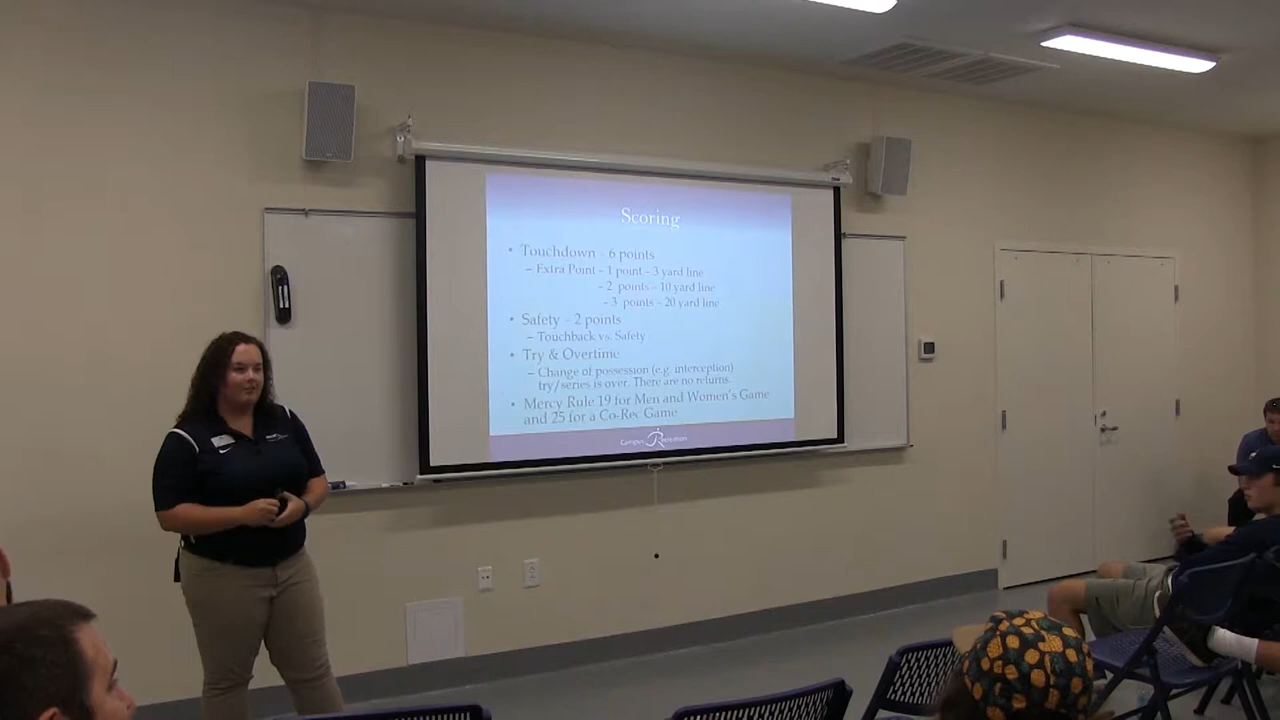 Scoring
• Touchdown - 6 points
– Extra Point – 1 point – 3 yard line
– 2 points – 10 yard line
– 3 points – 20 yard line
• Safety - 2 points
– Touchback vs. Safety
• Try & Overtime
– Change of possession (e.g. interception)
try/series is over. There are no returns.
• Mercy Rule 19 for Men and Women's Game
and 25 for a Co-Rec Game
Campus Recreation